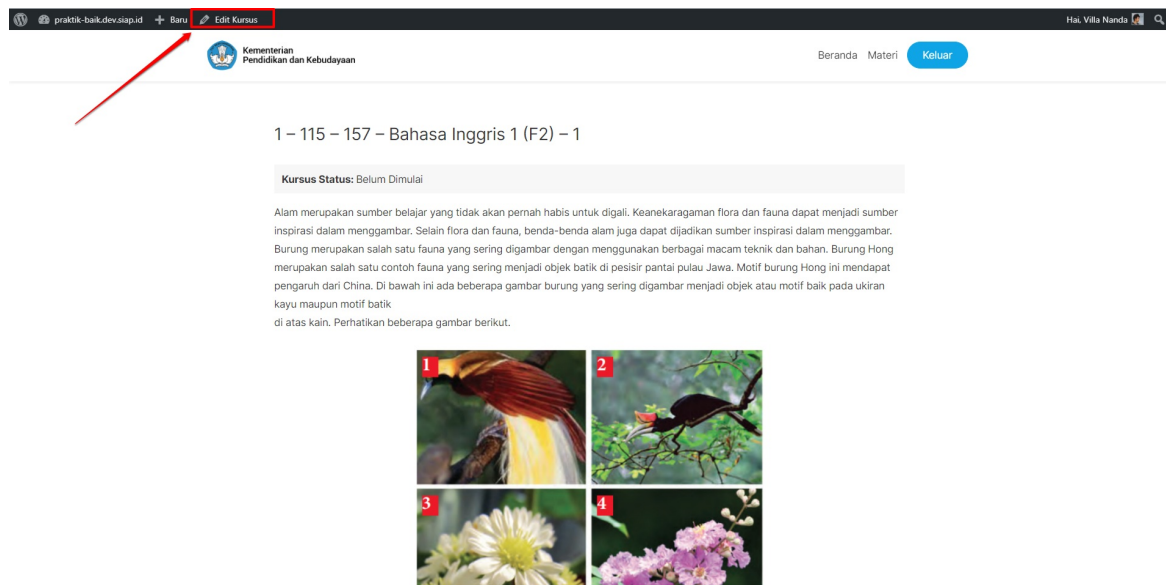 praktik-baik.dev.siap.id Baru Edit Kursus Hai, Villa Nanda
Kementerian
Pendidikan dan Kebudayaan
Beranda Materi Keluar
1 – 115 – 157 – Bahasa Inggris 1 (F2) – 1
Kursus Status: Belum Dimulai
Alam merupakan sumber belajar yang tidak akan pernah habis untuk digali. Keanekaragaman flora dan fauna dapat menjadi sumber
inspirasi dalam menggambar. Selain flora dan fauna, benda-benda alam juga dapat dijadikan sumber inspirasi dalam menggambar.
Burung merupakan salah satu fauna yang sering digambar dengan menggunakan berbagai macam teknik dan bahan. Burung Hong
merupakan salah satu contoh fauna yang sering menjadi objek batik di pesisir pantai pulau Jawa. Motif burung Hong ini mendapat
pengaruh dari China. Di bawah ini ada beberapa gambar burung yang sering digambar menjadi objek atau motif baik pada ukiran
kayu maupun motif batik
di atas kain. Perhatikan beberapa gambar berikut.
1 2
3 4